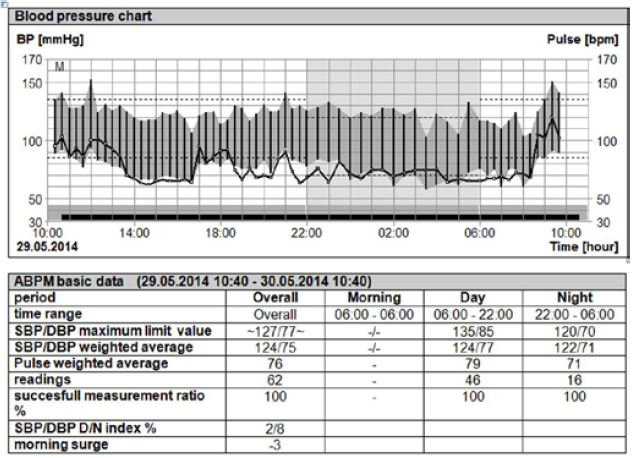 Blood pressure chart
BP [mmHg] Pulse [bpm]
170 170
M
150 150
100 100
50 50
30 30
10:00 14:00 18:00 22:00 02:00 06:00 10:00
29.05.2014 Time [hour]
ABPM basic data (29.05.2014 10:40 - 30.05.2014 10:40)
period Overall Morning Day Night
time range Overall 06:00 - 06:00 06:00 - 22:00 22:00 - 06:00
SBP/DBP maximum limit value ~127/77~ -/- 135/85 120/70
SBP/DBP weighted average 124/75 -/- 124/77 122/71
Pulse weighted average 76 - 79 71
readings 62 - 46 16
succesfull measurement ratio 100 - 100 100
%
SBP/DBP D/N index % 2/8
morning surge -3